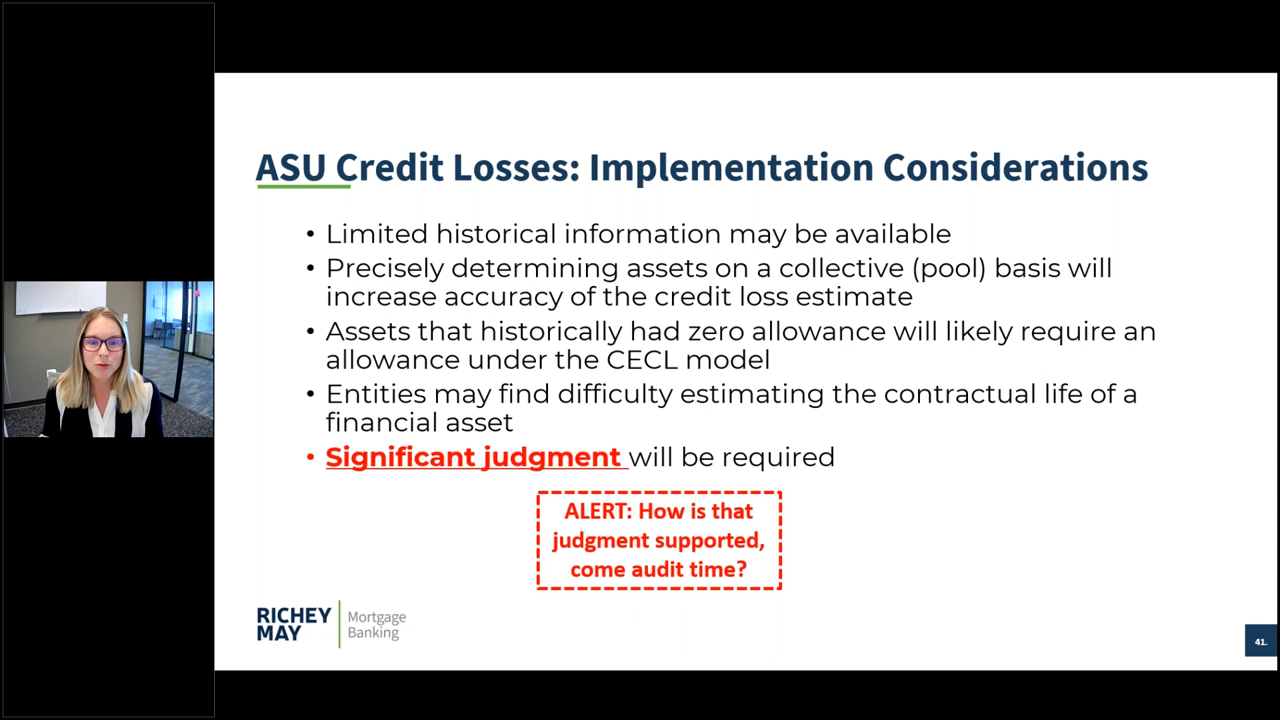 ASU Credit Losses: Implementation Considerations
• Limited historical information may be available
• Precisely determining assets on a collective (pool) basis will
increase accuracy of the credit loss estimate
• Assets that historically had zero allowance will likely require an
allowance under the CECL model
• Entities may find difficulty estimating the contractual life of a
financial asset
• Significant judgment will be required
ALERT: How is that
judgment supported,
come audit time?
RICHEY
MAY
Mortgage
Banking
41.